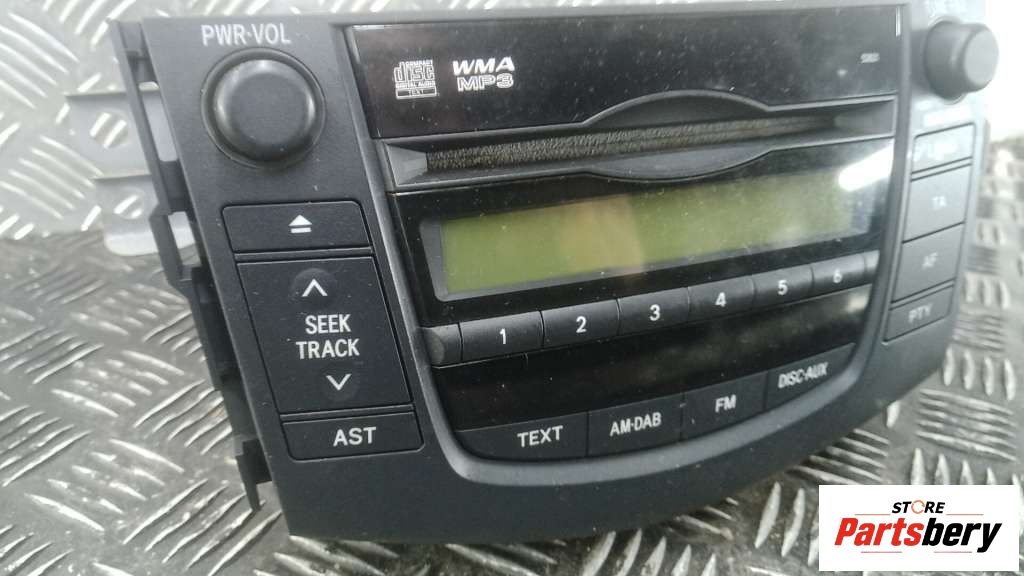 PWR·VOL
COMPACT
disc
DIGITAL AUDIO
TEXT
WMA
MP3
SEEK
TRACK
AST
1 2 3 4 5 6
TEXT AM·DAB FM DISC·AUX
TA
AF
PTY
STORE
Partsbery